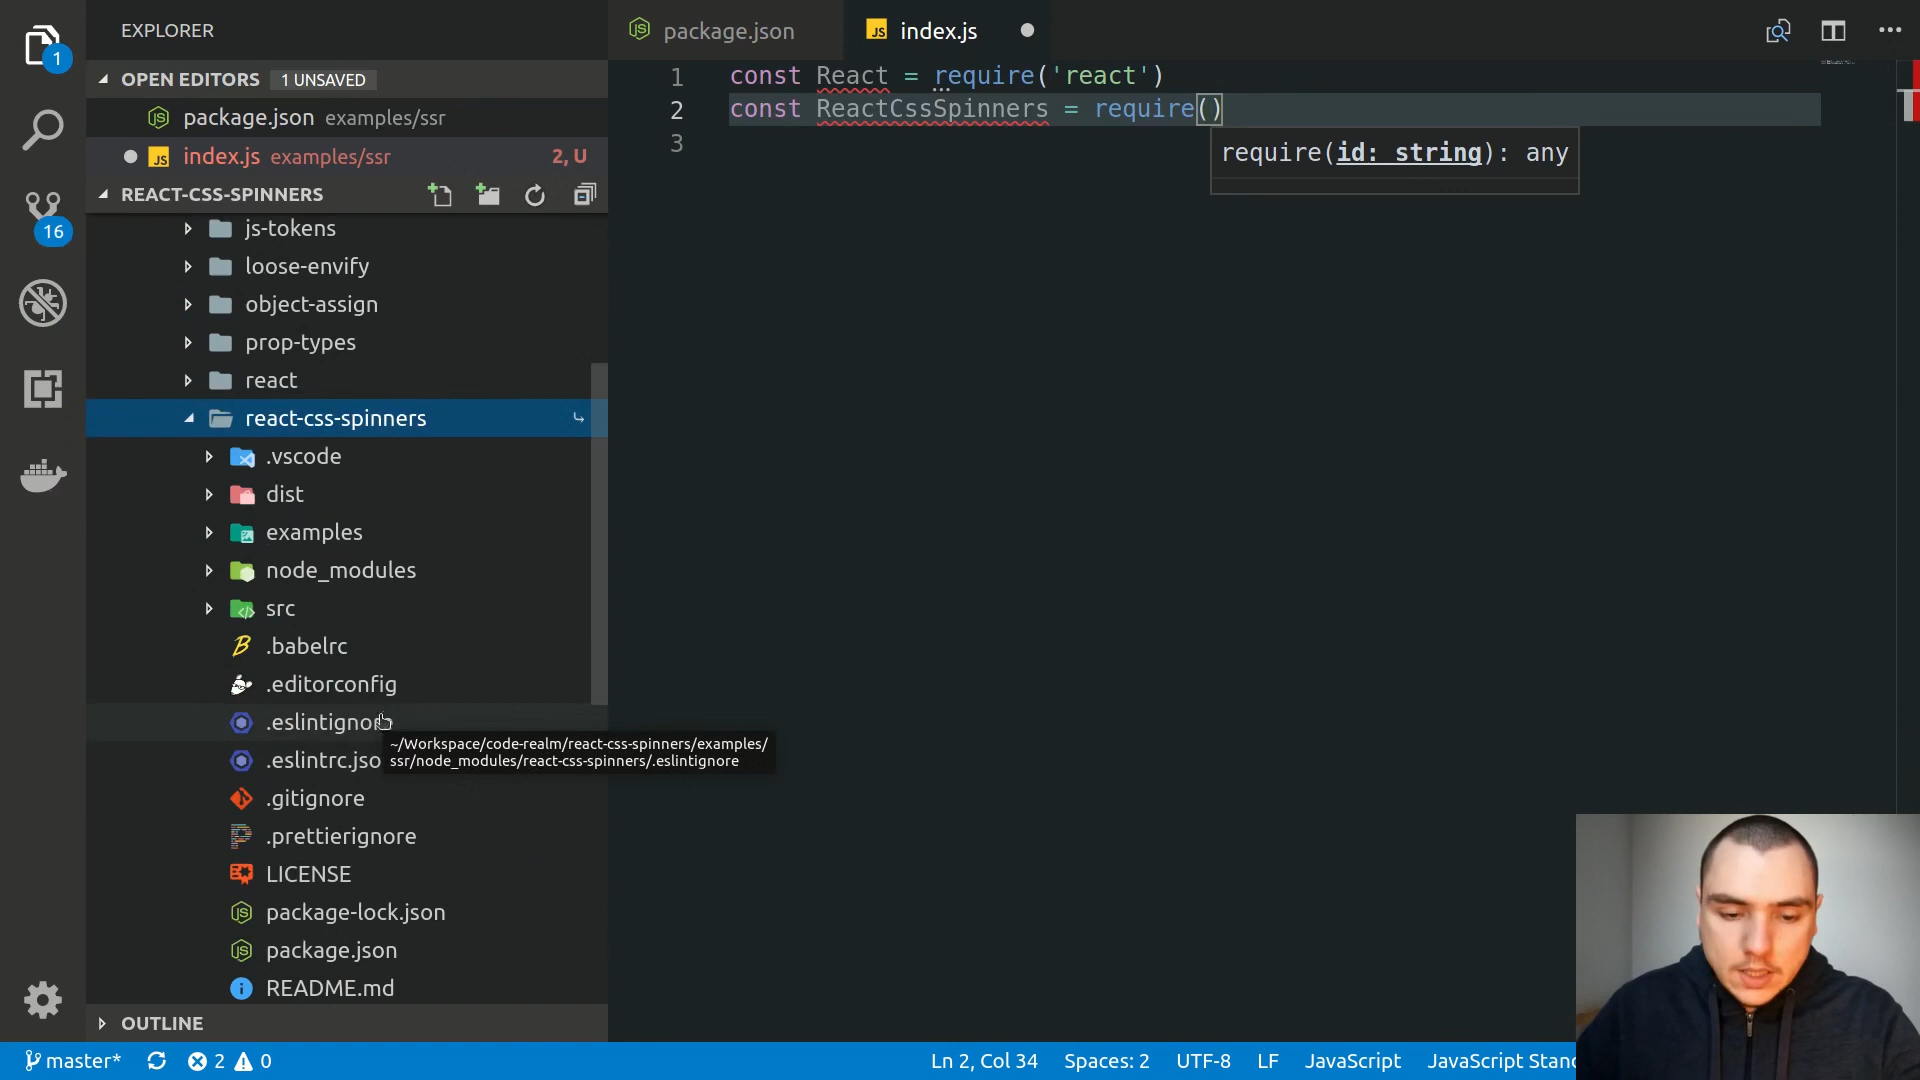 EXPLORER
OPEN EDITORS 1 UNSAVED
package.json examples/ssr
JS index.js examples/ssr 2, U
REACT-CSS-SPINNERS
js-tokens
loose-envify
object-assign
prop-types
react
react-css-spinners
.vscode
dist
examples
node_modules
src
.babelrc
.editorconfig
.eslintignore
~/Workspace/code-realm/react-css-spinners/examples/
ssr/node_modules/react-css-spinners/.eslintignore
.eslintrc.jso
.gitignore
.prettierignore
LICENSE
package-lock.json
package.json
README.md
OUTLINE
1
16
package.json
JS index.js
1 const React = require('react')
2 const ReactCssSpinners = require()
3
require(id: string): any
master* 2 0 Ln 2, Col 34 Spaces: 2 UTF-8 LF JavaScript JavaScript Stand